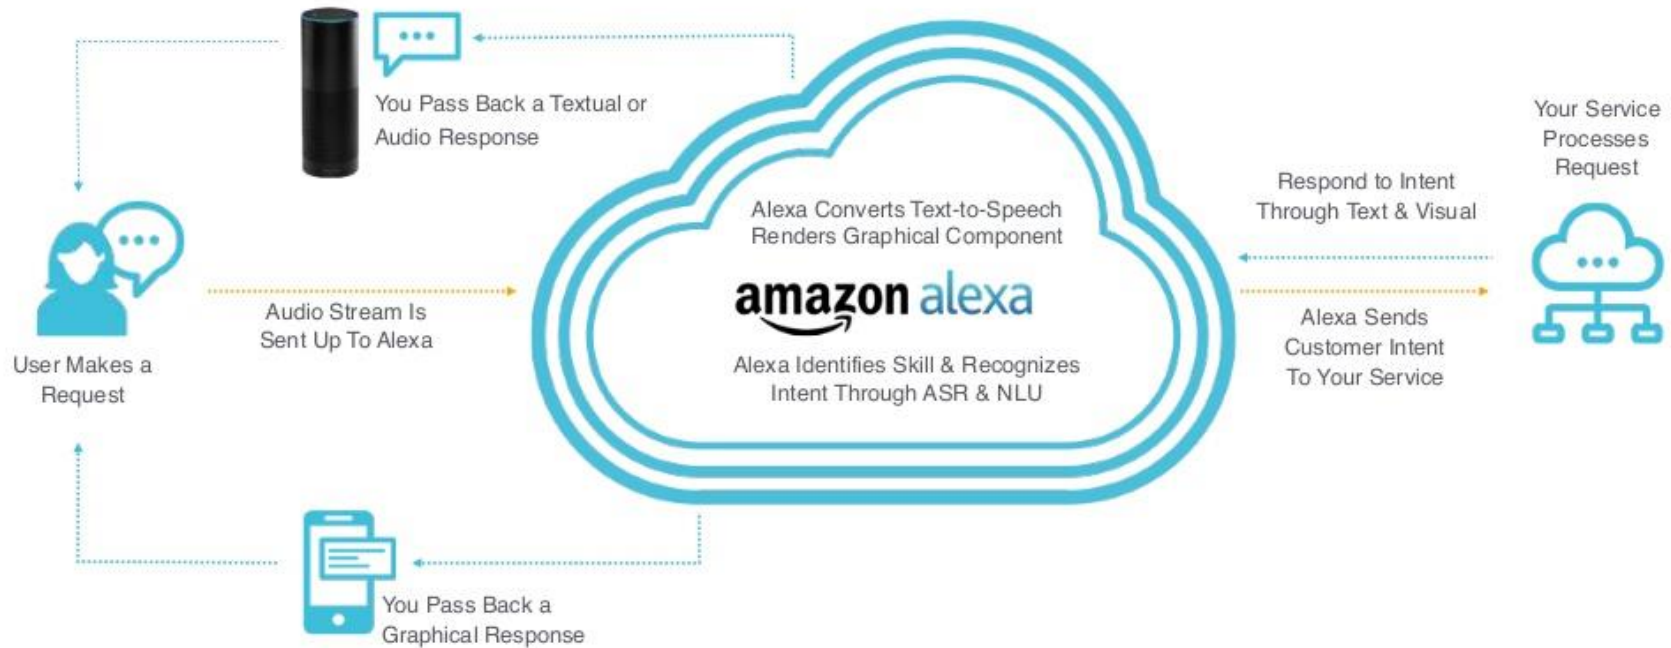 You Pass Back a Textual or
Audio Response
Your Service
Processes
Request
Respond to Intent
Through Text & Visual
Alexa Converts Text-to-Speech
Renders Graphical Component
amazon alexa
Alexa Identifies Skill & Recognizes
Intent Through ASR & NLU
Audio Stream Is
Sent Up To Alexa
Alexa Sends
Customer Intent
To Your Service
User Makes a
Request
You Pass Back a
Graphical Response